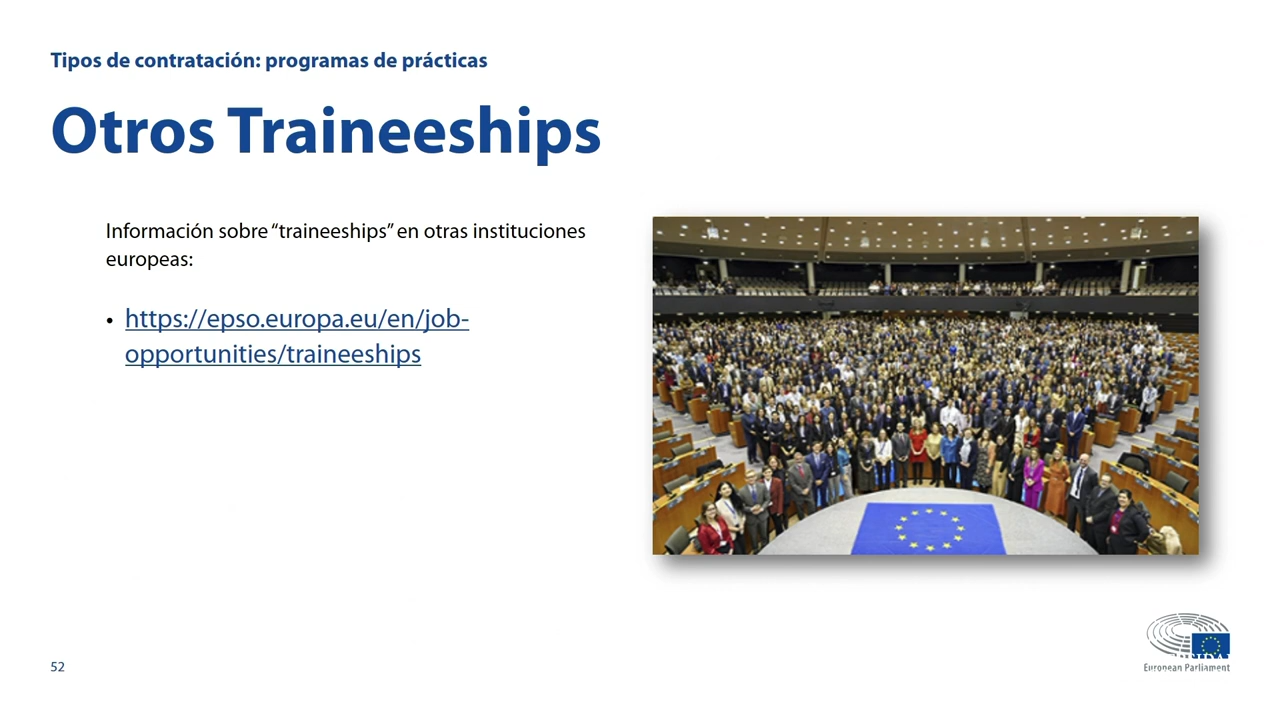 Tipos de contratación: programas de prácticas
Otros Traineeships
Información sobre “traineeships” en otras instituciones
europeas:
• https://epso.europa.eu/en/job-
opportunities/traineeships
52
European Parliament